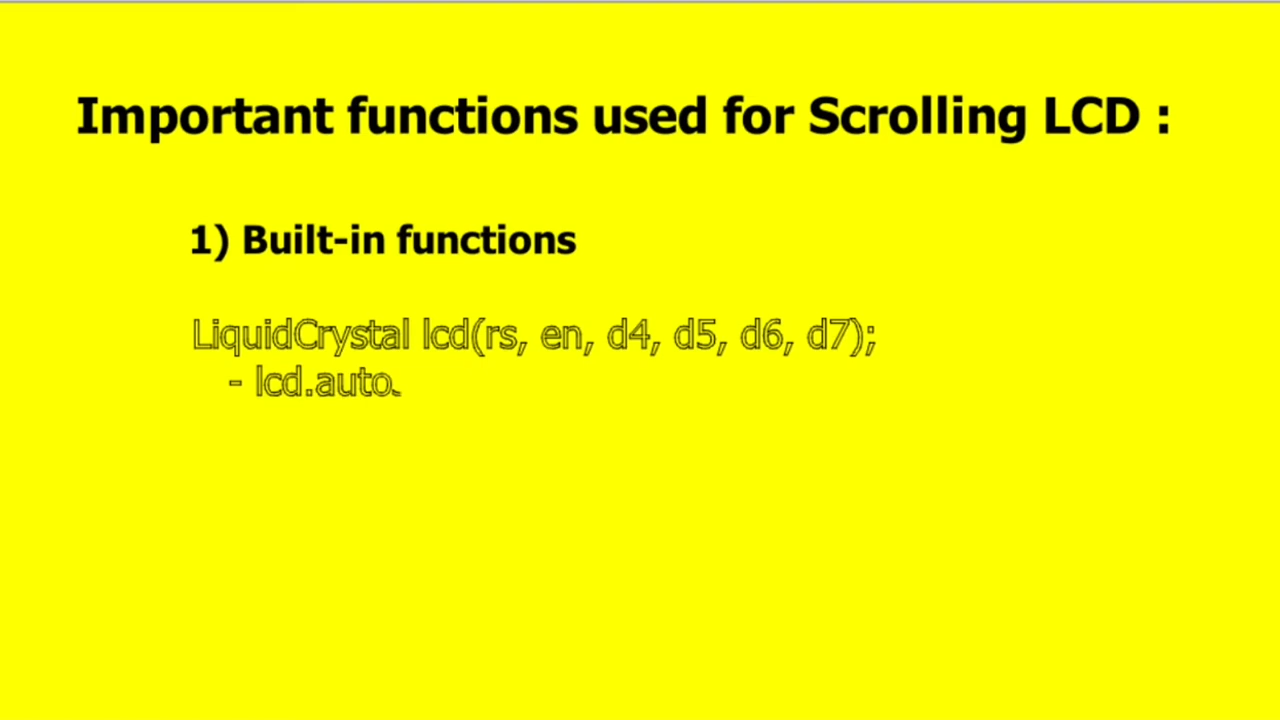 Important functions used for Scrolling LCD :
1) Built-in functions
LiquidCrystal lcd(rs, en, d4, d5, d6, d7);
- lcd.auto